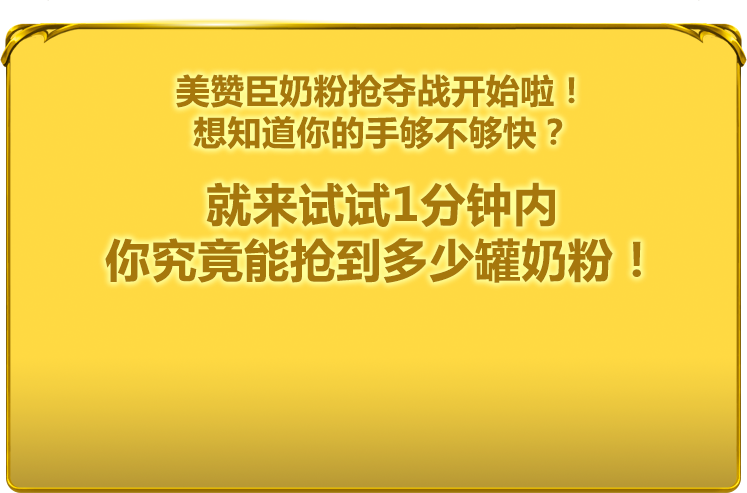 美赞臣奶粉抢夺战开始啦！
想知道你的手够不够快？
就来试试1分钟内
你究竟能抢到多少罐奶粉！